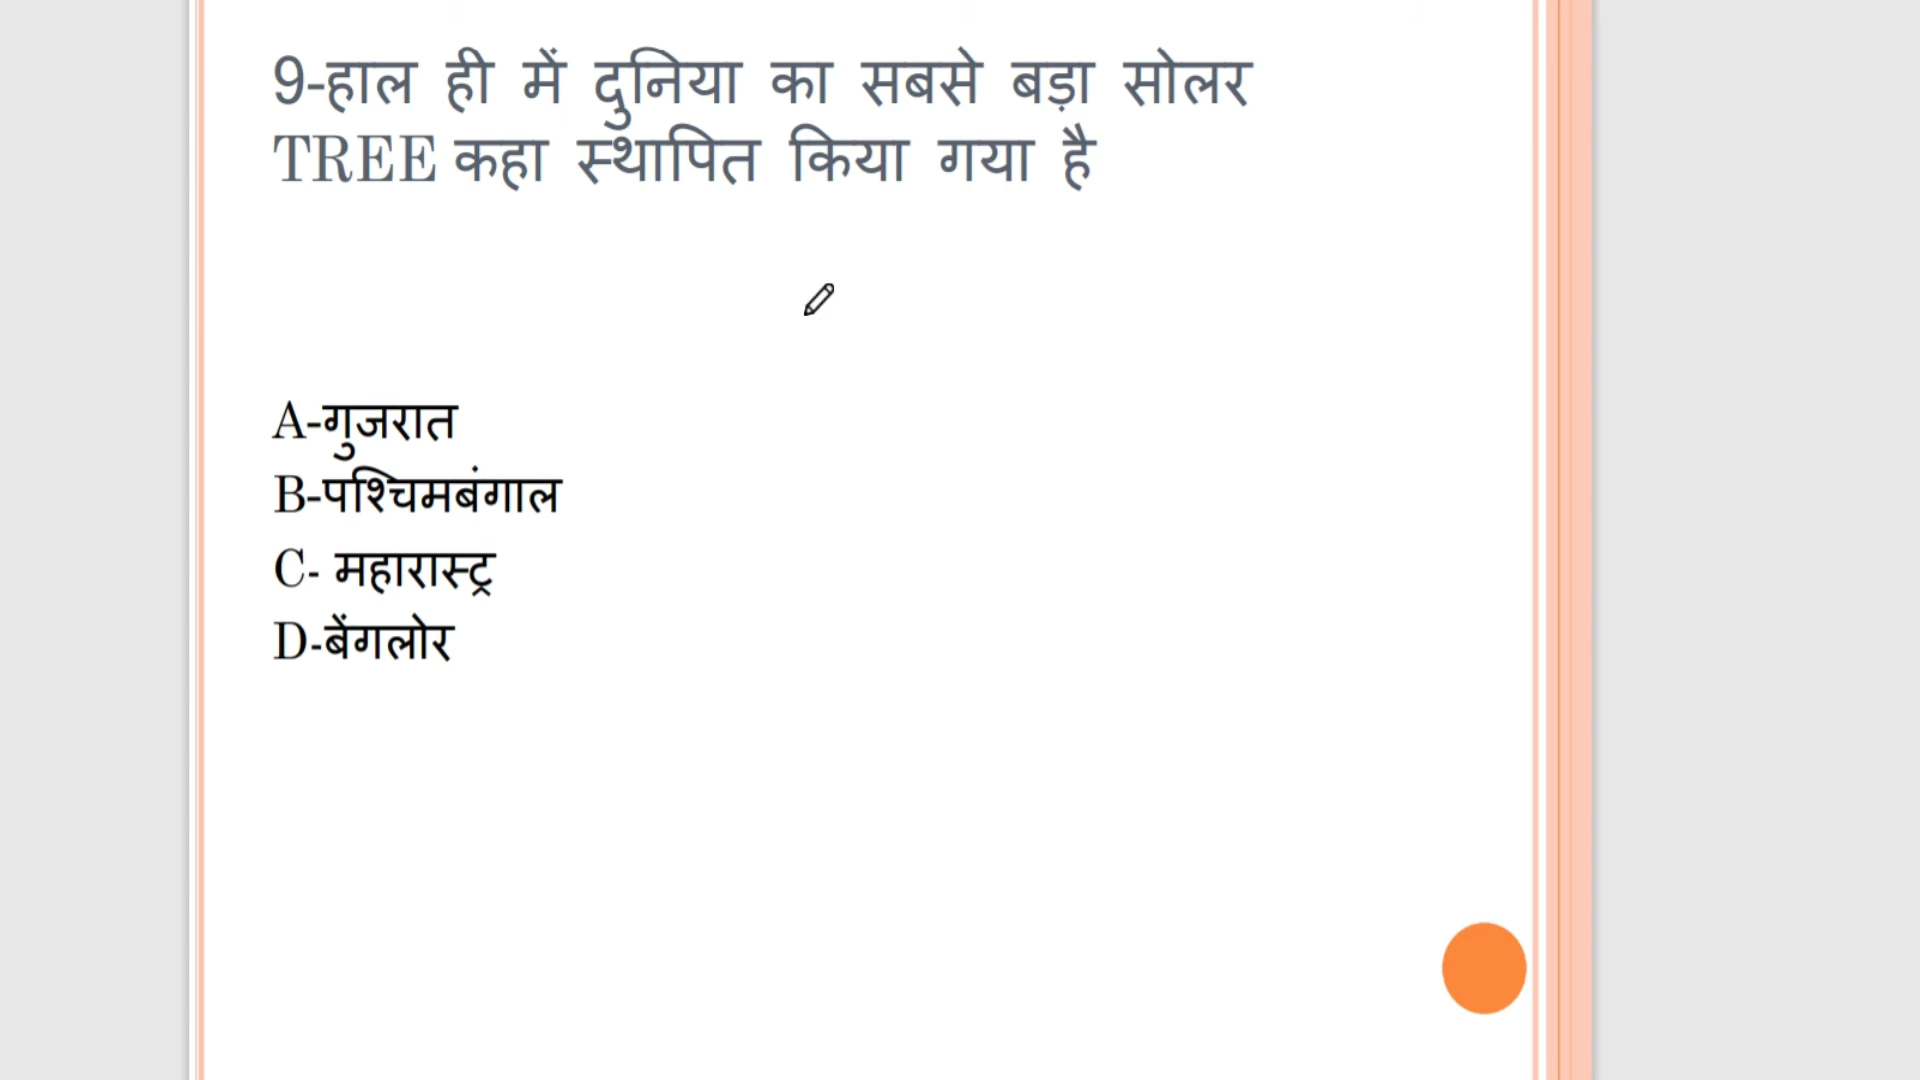 9-हाल ही में दुनिया का सबसे बड़ा सोलर
TREE कहा स्थापित किया गया है
A-गुजरात
B-पश्चिमबंगाल
C- महारास्ट्र
D-बेंगलोर